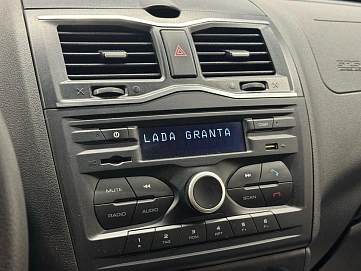 LADA GRANTA
MUTE
RADIO AUDIO
SCAN
1 2 3 4 5 6